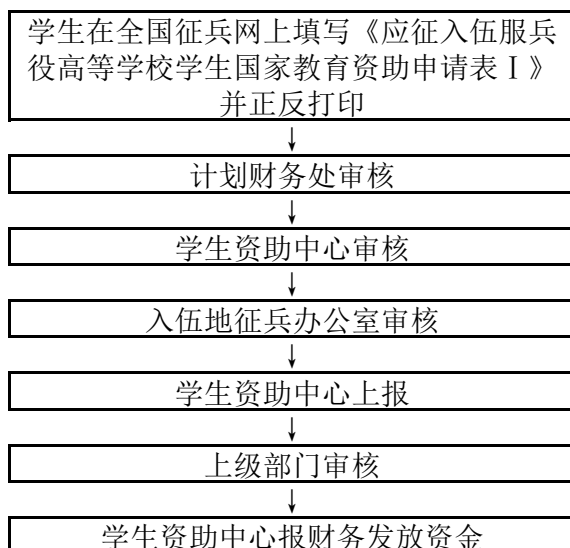 学生在全国征兵网上填写《应征入伍服兵
役高等学校学生国家教育资助申请表Ⅰ》
并正反打印
↓
计划财务处审核
↓
学生资助中心审核
↓
入伍地征兵办公室审核
↓
学生资助中心上报
↓
上级部门审核
↓
学生资助中心报财务发放资金